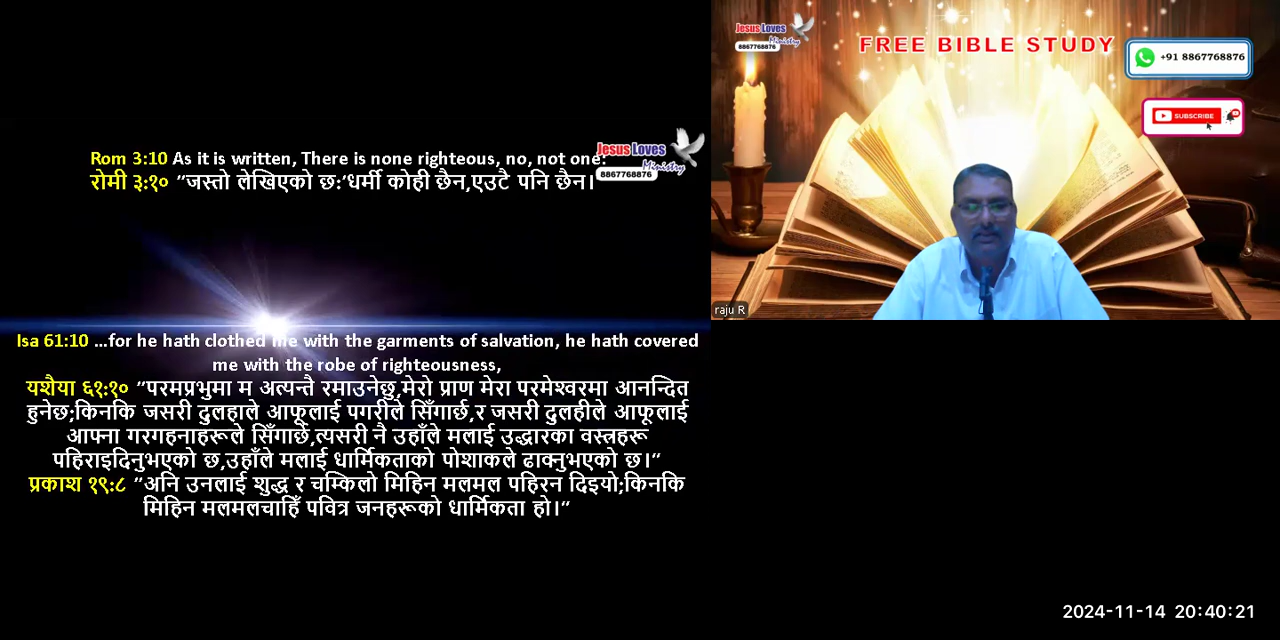 Rom 3:10 As it is written, There is none righteous, no, not one:
रोमी ३:१० ”जस्तो लेखिएको छ:‘धर्मी कोही छैन,एउटै पनि छैन।
Jesus Loves
Ministry
8867768876
Isa 61:10 ...for he hath clothed me with the garments of salvation, he hath covered
me with the robe of righteousness,
यशैया ६१:१० ”परमप्रभुमा म अत्यन्तै रमाउनेछु,मेरो प्राण मेरा परमेश्वरमा आनन्दित
हुनेछ;किनकि जसरी दुलहाले आफूलाई पगरीले सिँगार्छ,र जसरी दुलहीले आफूलाई
आफ्ना गरगहनाहरूले सिँगार्छे,त्यसरी नै उहाँले मलाई उद्धारका वस्त्रहरू
पहिराइदिनुभएको छ,उहाँले मलाई धार्मिकताको पोशाकले ढाक्नुभएको छ।”
प्रकाश १९:८ ”अनि उनलाई शुद्ध र चम्किलो मिहिन मलमल पहिरन दिइयो;किनकि
मिहिन मलमलचाहिँ पवित्र जनहरूको धार्मिकता हो।“
Jesus Loves
Ministry
8867768876
FREE BIBLE STUDY
+91 8867768876
SUBSCRIBE
raju R
2024-11-14 20:40:21